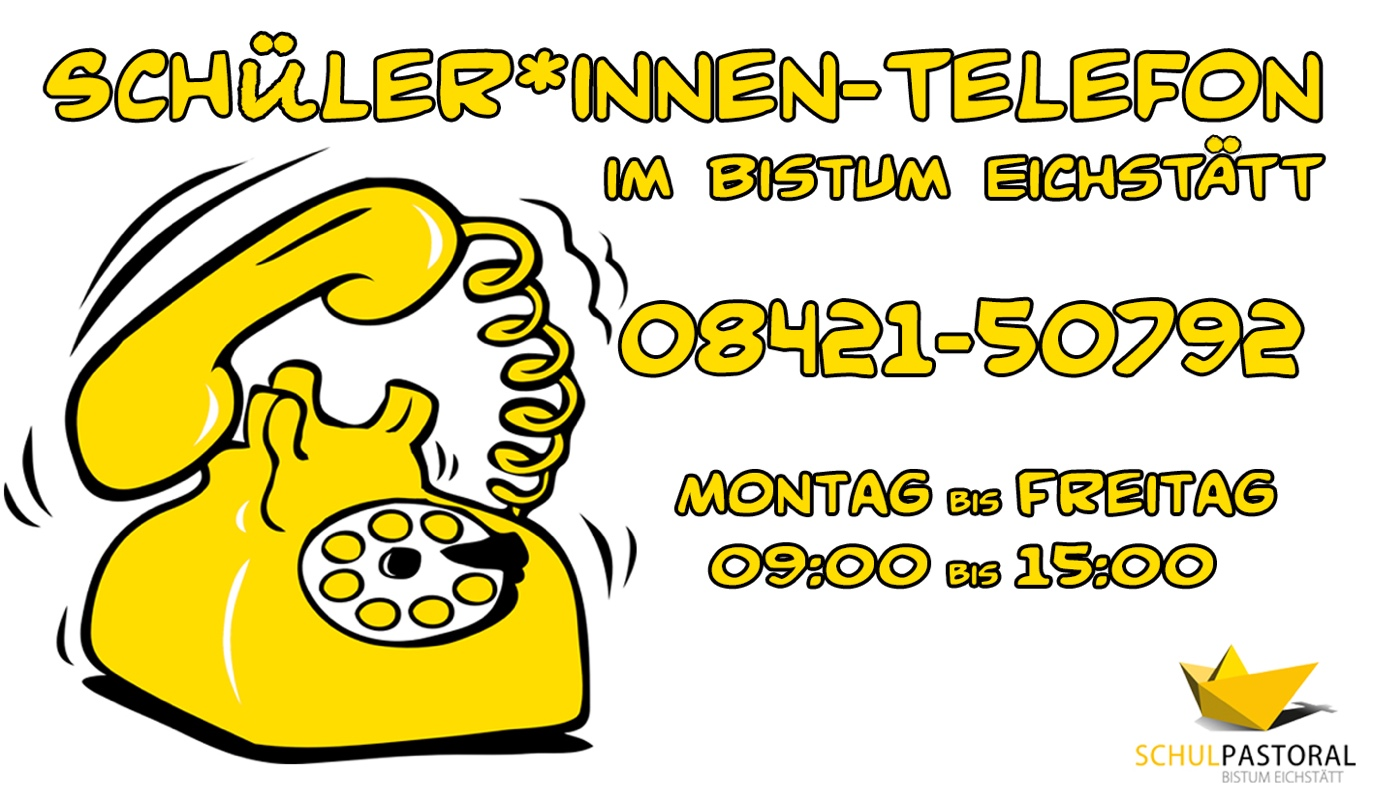 SCHÜLER*INNEN-TELEFON
IM BISTUM EICHSTÄTT
08421-50792
MONTAG BIS FREITAG
09:00 BIS 15:00
SCHULPASTORAL
BISTUM EICHSTÄTT